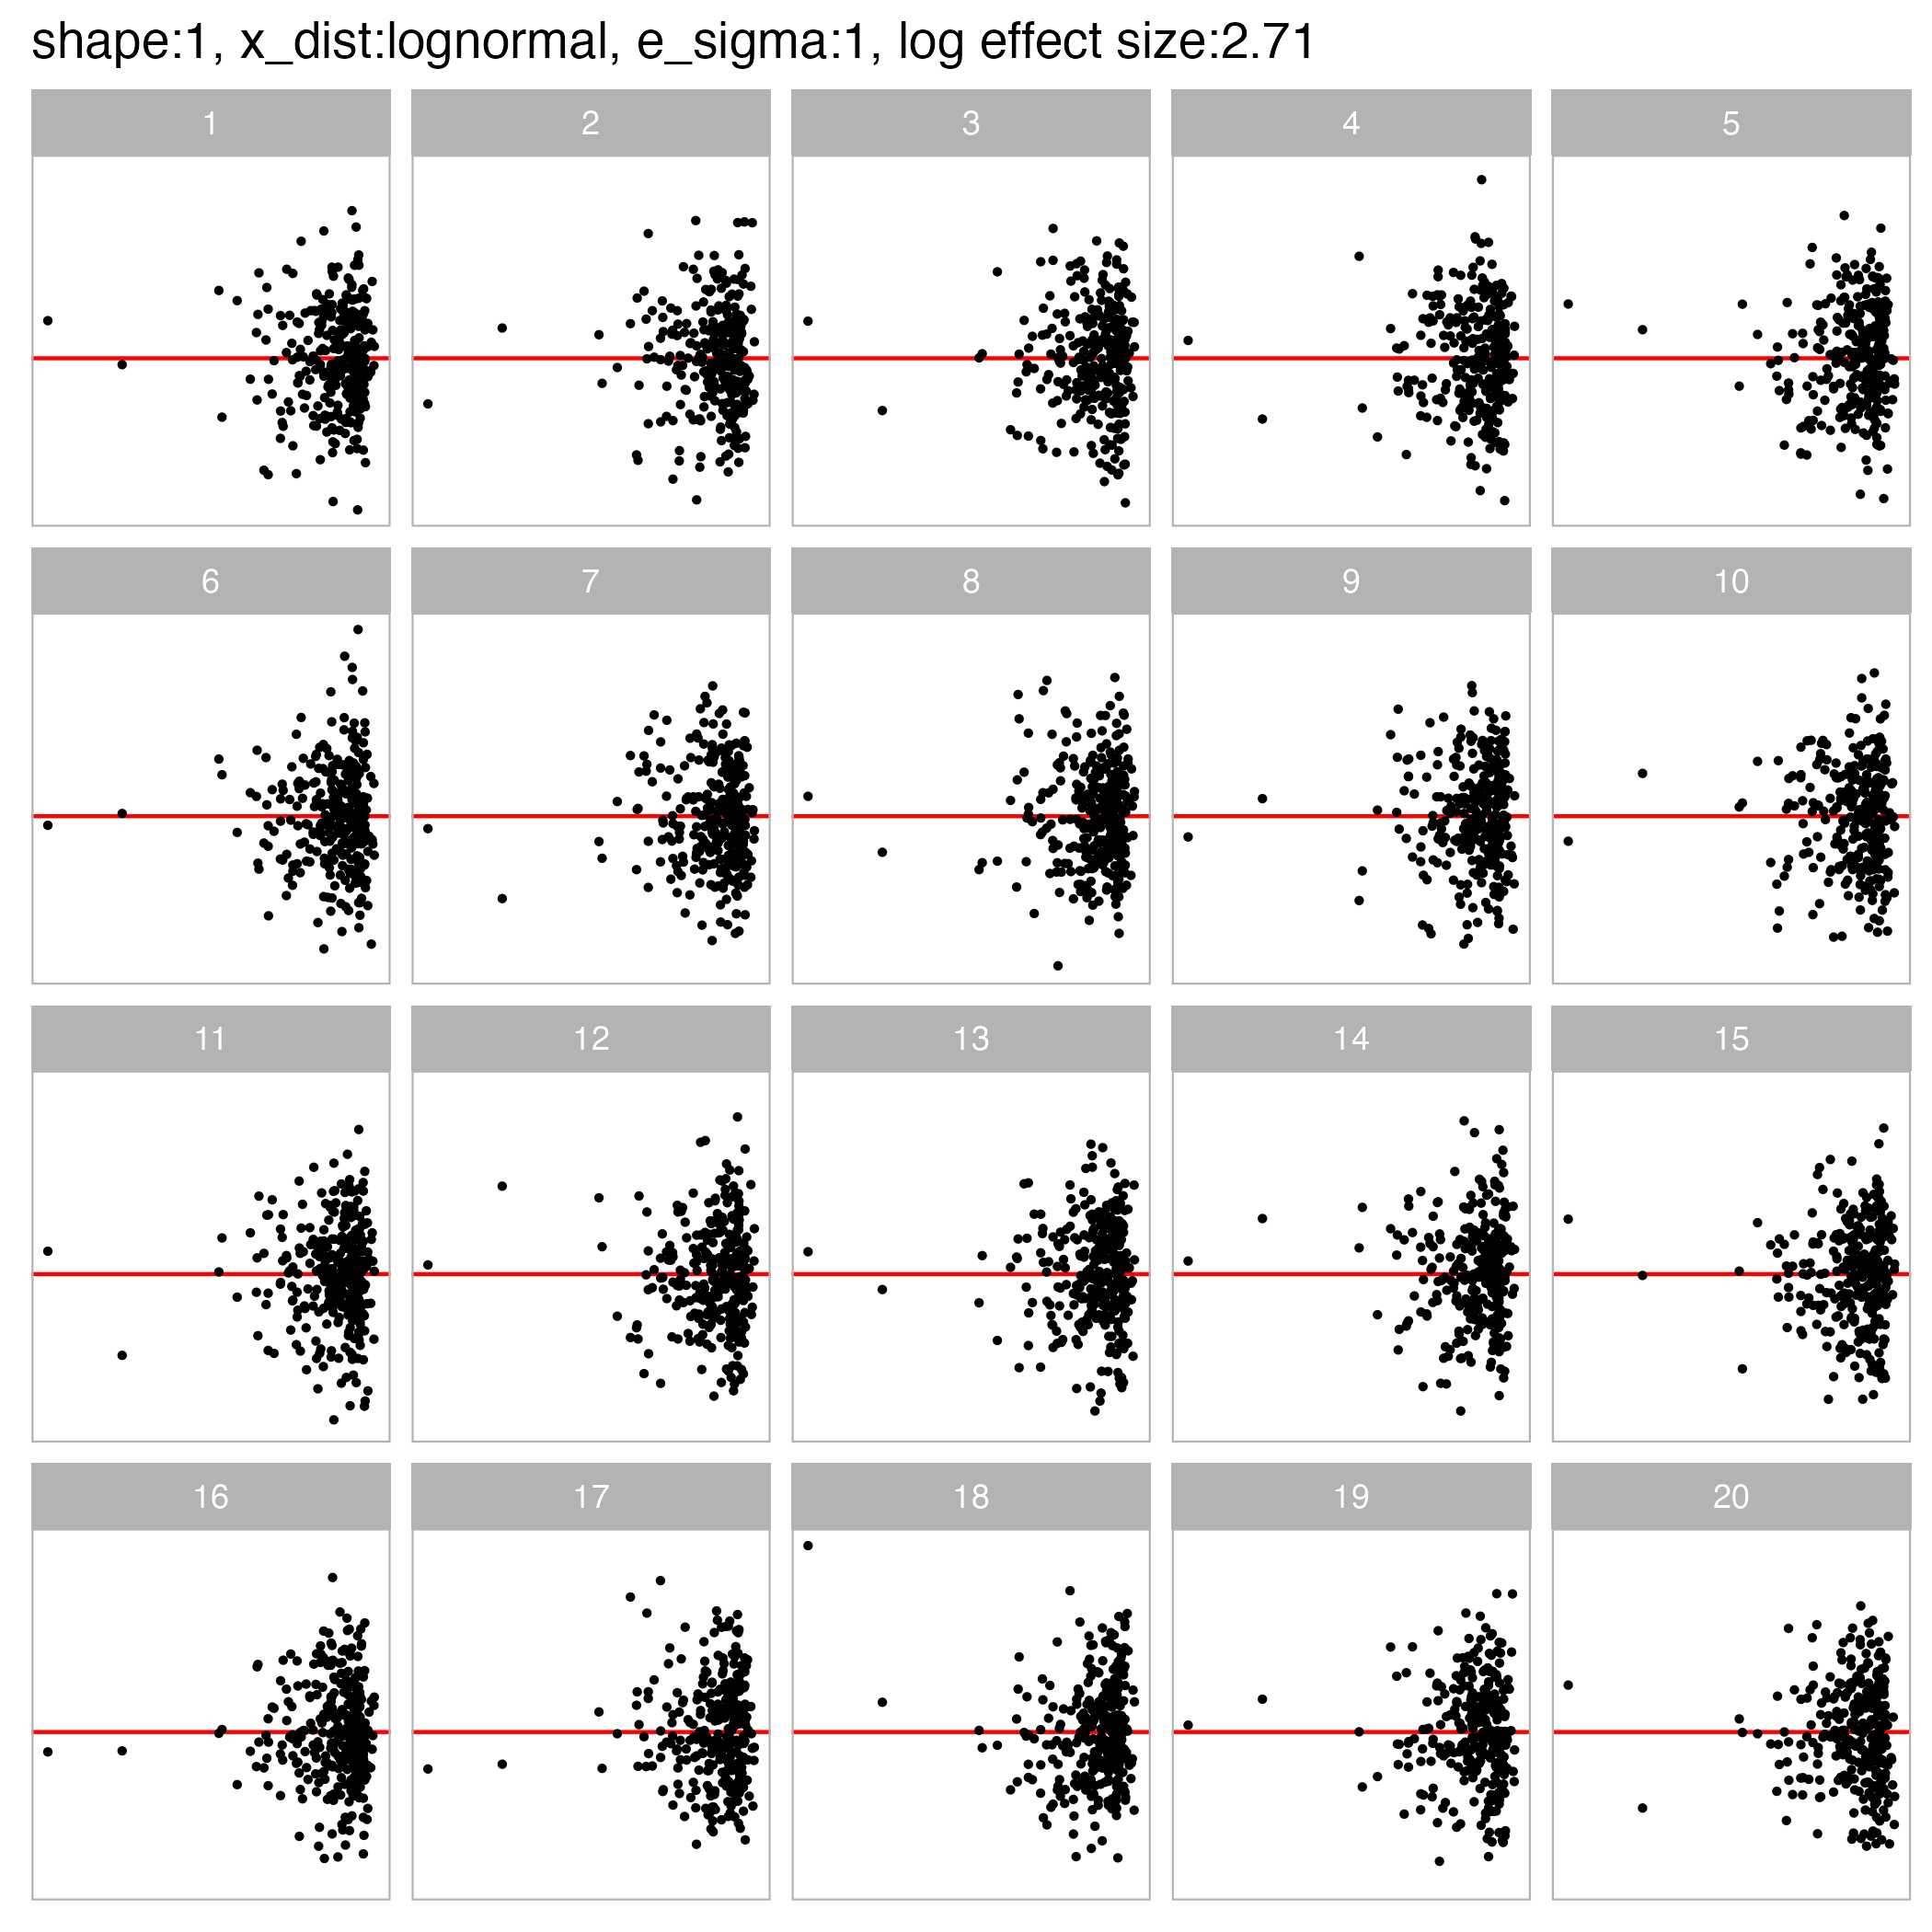 shape:1, x_dist:lognormal, e_sigma:1, log effect size:2.71
1 2 3 4 5
6 7 8 9 10
11 12 13 14 15
16 17 18 19 20